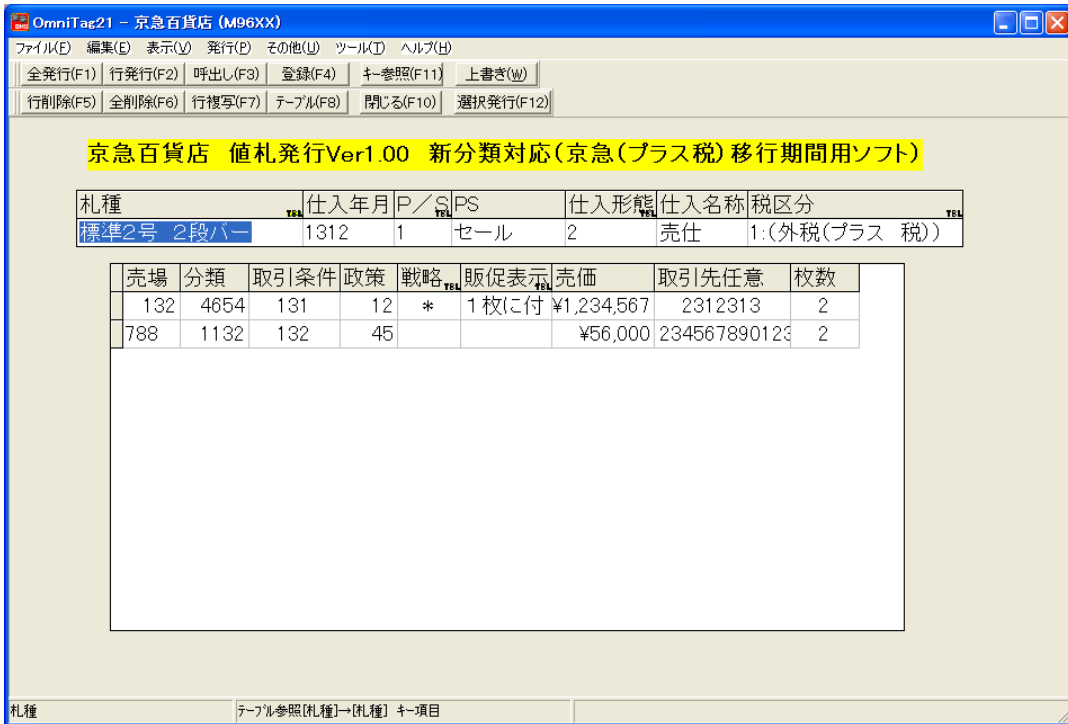 OmniTag21 - 京急百貨店 (M96XX)
ファイル(F) 編集(E) 表示(V) 発行(P) その他(U) ツール(T) ヘルプ(H)
全発行(F1) 行発行(F2) 呼出し(F3) 登録(F4) キー参照(F11) 上書き(W)
行削除(F5) 全削除(F6) 行複写(F7) テーブル(F8) 閉じる(F10) 選択発行(F12)
京急百貨店 値札発行Ver1.00 新分類対応(京急(プラス税)移行期間用ソフト)
札種 TBL 仕入年月 P/S TBL PS 仕入形態 TBL 仕入名称 税区分 TBL
標準2号 2段バー 1312 1 セール 2 売仕 1:(外税(プラス 税))
売場 分類 取引条件 政策 戦略 TBL 販促表示 TBL 売価 取引先任意 枚数
132 4654 131 12 * 1枚に付 ¥1,234,567 2312313 2
788 1132 132 45 ¥56,000 234567890123 2
札種 テーブル参照[札種]→[札種] キー項目